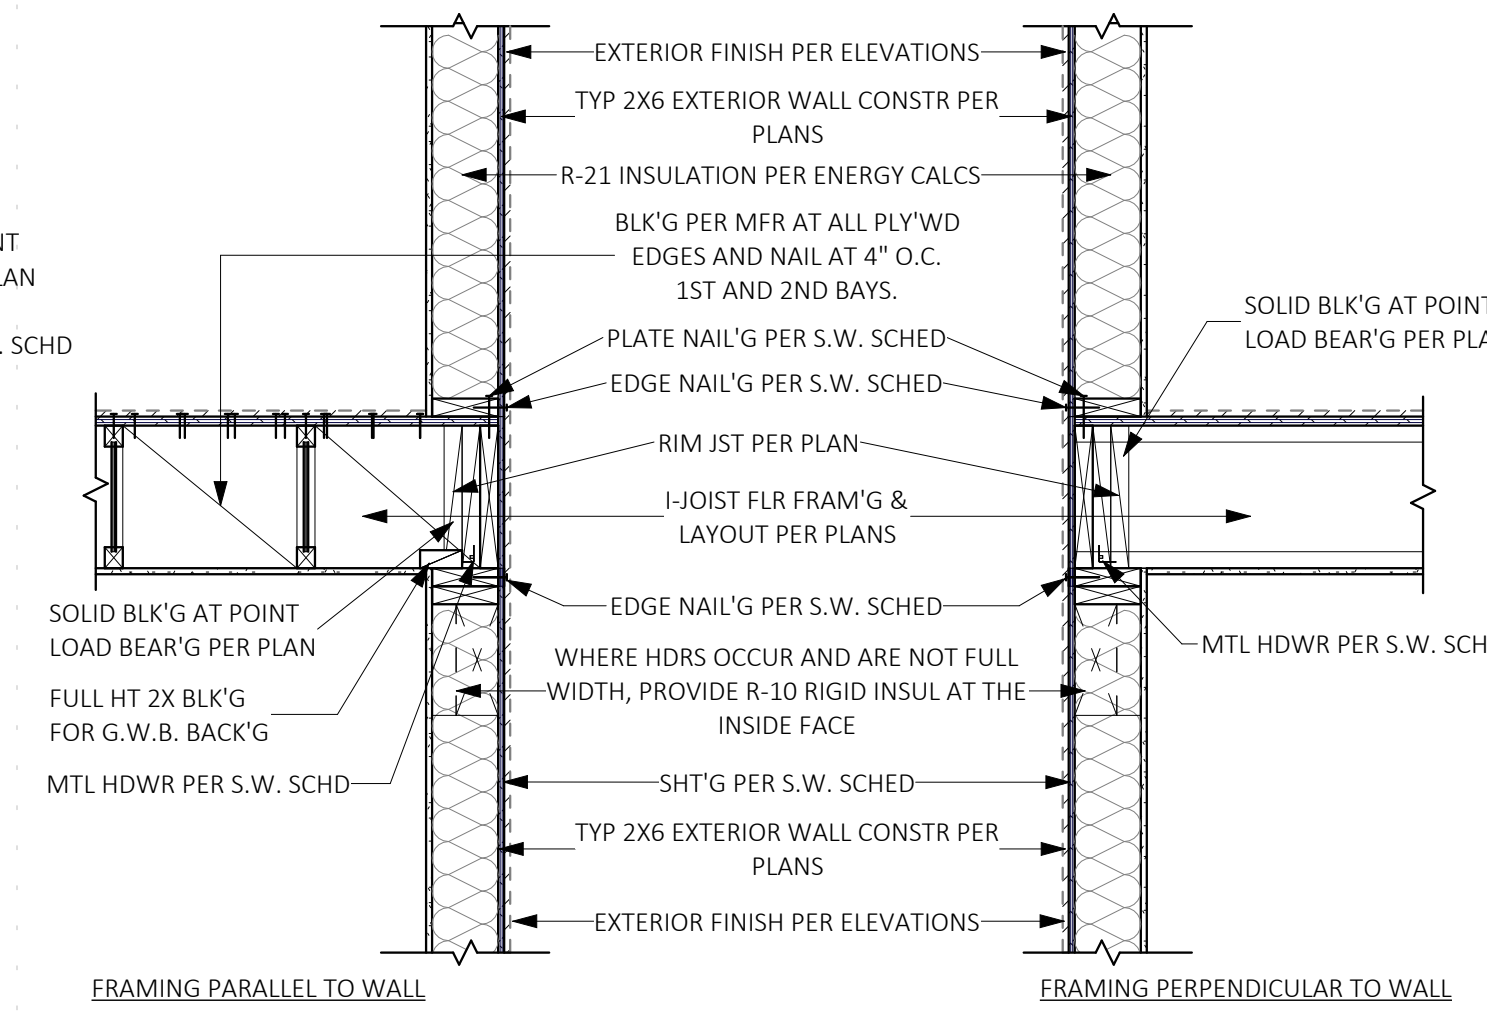 EXTERIOR FINISH PER ELEVATIONS
TYP 2X6 EXTERIOR WALL CONSTR PER
PLANS
R-21 INSULATION PER ENERGY CALCS
BLK'G PER MFR AT ALL PLY'WD
EDGES AND NAIL AT 4" O.C.
1ST AND 2ND BAYS.
SOLID BLK'G AT POINT
LOAD BEAR'G PER
SCHD
PLATE NAIL'G PER S.W. SCHED
EDGE NAIL'G PER S.W. SCHED
RIM JST PER PLAN
I-JOIST FLR FRAM'G &
LAYOUT PER PLANS
EDGE NAIL'G PER S.W. SCHED
SOLID BLK'G AT POINT
LOAD BEAR'G PER PLAN
MTL HDWR PER S.W.
WHERE HDRS OCCUR AND ARE NOT FULL
WIDTH, PROVIDE R-10 RIGID INSUL AT THE
INSIDE FACE
FULL HT 2X BLK'G
FOR G.W.B. BACK'G
MTL HDWR PER S.W. SCHD
SHT'G PER S.W. SCHED
TYP 2X6 EXTERIOR WALL CONSTR PER
PLANS
EXTERIOR FINISH PER ELEVATIONS
FRAMING PARALLEL TO WALL
FRAMING PERPENDICULAR TO WALL